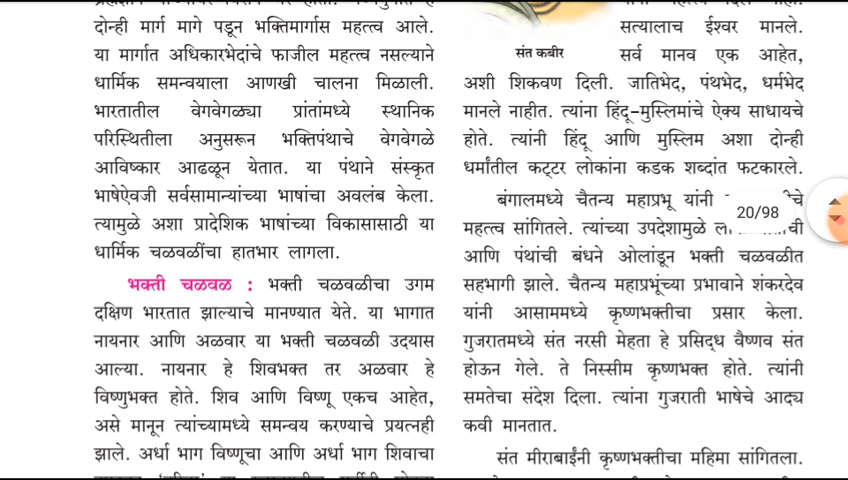 दोन्ही मार्ग मागे पडून भक्तिमार्गास महत्त्व आले.
या मार्गात अधिकारभेदांचे फाजील महत्त्व नसल्याने
धार्मिक समन्वयाला आणखी चालना मिळाली.
भारतातील वेगवेगळ्या प्रांतांमध्ये स्थानिक
परिस्थितीला अनुसरून भक्तिपंथाचे वेगवेगळे
आविष्कार आढळून येतात. या पंथाने संस्कृत
भाषेऐवजी सर्वसामान्यांच्या भाषांचा अवलंब केला.
त्यामुळे अशा प्रादेशिक भाषांच्या विकासासाठी या
धार्मिक चळवळींचा हातभार लागला.
भक्ती चळवळ : भक्ती चळवळीचा उगम
दक्षिण भारतात झाल्याचे मानण्यात येते. या भागात
नायनार आणि अळवार या भक्ती चळवळी उदयास
आल्या. नायनार हे शिवभक्त तर अळवार हे
विष्णुभक्त होते. शिव आणि विष्णू एकच आहेत,
असे मानून त्यांच्यामध्ये समन्वय करण्याचे प्रयत्नही
झाले. अर्धा भाग विष्णूचा आणि अर्धा भाग शिवाचा
संत कबीर
सत्यालाच ईश्वर मानले.
सर्व मानव एक आहेत,
अशी शिकवण दिली. जातिभेद, पंथभेद, धर्मभेद
मानले नाहीत. त्यांना हिंदू-मुस्लिमांचे ऐक्य साधायचे
होते. त्यांनी हिंदू आणि मुस्लिम अशा दोन्ही
धर्मांतील कट्टर लोकांना कडक शब्दांत फटकारले.
बंगालमध्ये चैतन्य महाप्रभू यांनी
महत्त्व सांगितले. त्यांच्या उपदेशामुळे
आणि पंथांची बंधने ओलांडून भक्ती चळवळीत
सहभागी झाले. चैतन्य महाप्रभूंच्या प्रभावाने शंकरदेव
यांनी आसाममध्ये कृष्णभक्तीचा प्रसार केला.
गुजरातमध्ये संत नरसी मेहता हे प्रसिद्ध वैष्णव संत
होऊन गेले. ते निस्सीम कृष्णभक्त होते. त्यांनी
समतेचा संदेश दिला. त्यांना गुजराती भाषेचे आद्य
कवी मानतात.
संत मीराबाईंनी कृष्णभक्तीचा महिमा सांगितला.
20/98